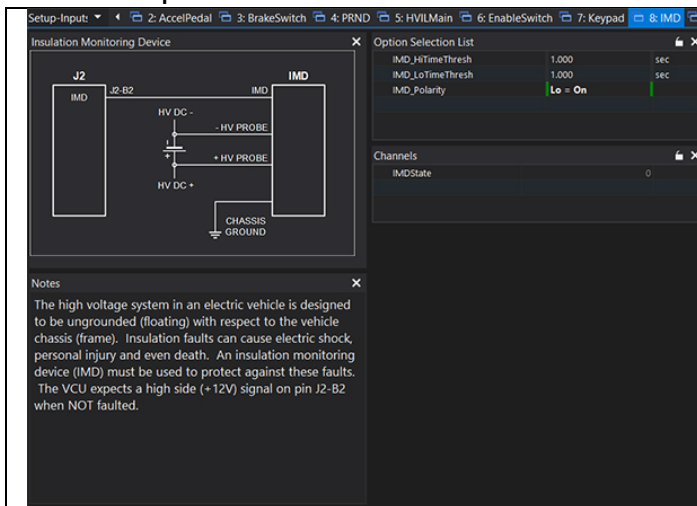 Setup-Inputs
2: AccelPedal
3: BrakeSwitch
4: PRND
5: HVILMain
6: EnableSwitch
7: Keypad
8: IMD
Insulation Monitoring Device
J2
IMD
IMD
J2-B2
IMD
HV DC -
- HV PROBE
+ HV PROBE
HV DC +
CHASSIS
GROUND
Notes
The high voltage system in an electric vehicle is designed
to be ungrounded (floating) with respect to the vehicle
chassis (frame). Insulation faults can cause electric shock,
personal injury and even death. An insulation monitoring
device (IMD) must be used to protect against these faults.
The VCU expects a high side (+12V) signal on pin J2-B2
when NOT faulted.
Option Selection List
IMD_HiTimeThresh 1.000 sec
IMD_LoTimeThresh 1.000 sec
IMD_Polarity Lo = On
Channels
IMDState 0